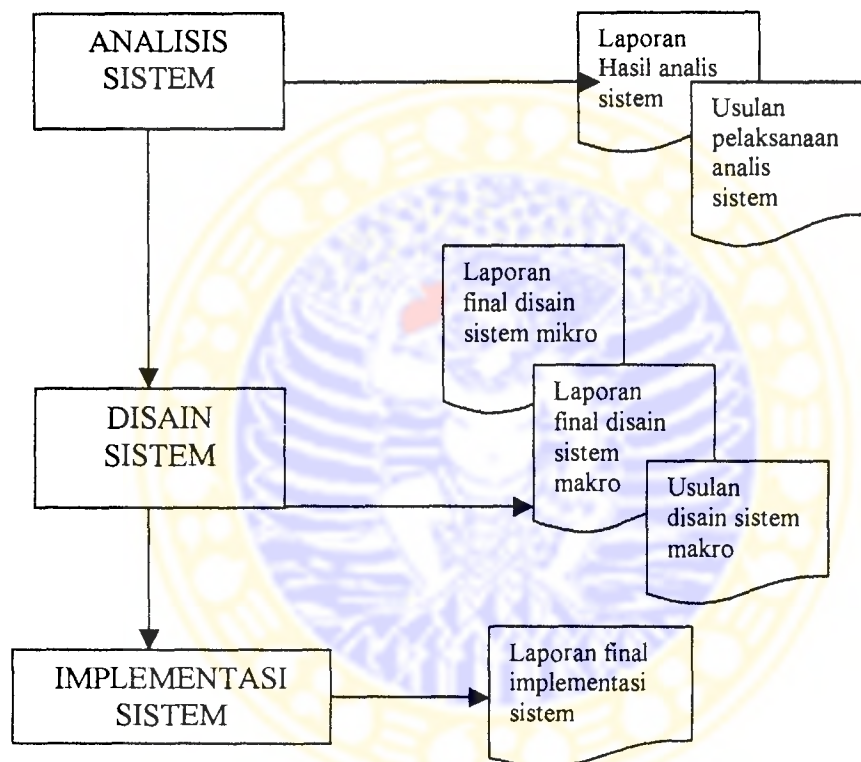 ANALISIS
SISTEM
Laporan
Hasil analis
sistem
Usulan
pelaksanaan
analis
sistem
Laporan
final disain
sistem mikro
DISAIN
SISTEM
Laporan
final disain
sistem
makro
Usulan
disain sistem
makro
IMPLEMENTASI
SISTEM
Laporan final
implementasi
sistem